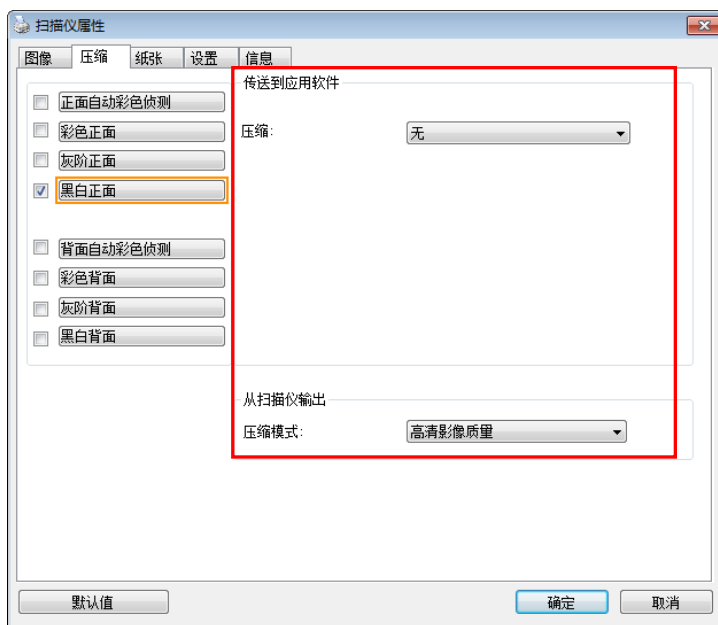 扫描仪属性
图像 压缩 纸张 设置 信息
传送到应用软件
正面自动彩色侦测
彩色正面
压缩: 无
灰阶正面
黑白正面
背面自动彩色侦测
彩色背面
灰阶背面
黑白背面
从扫描仪输出
压缩模式: 高清影像质量
默认值 确定 取消